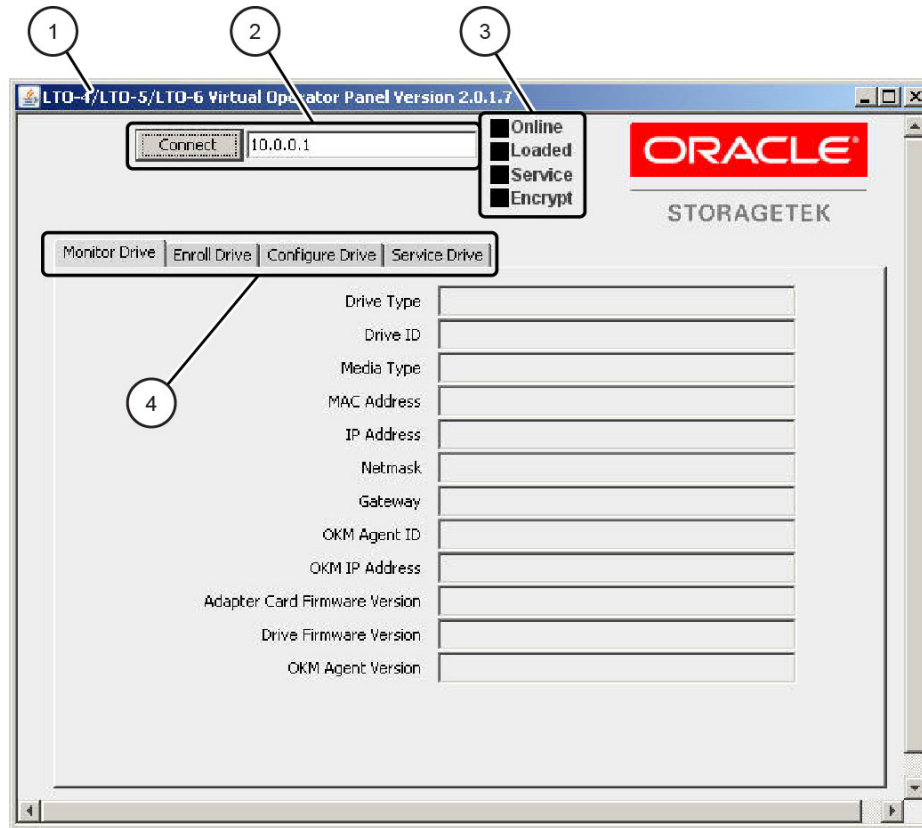 1
2
3
LTO-4/LTO-5/LTO-6 Virtual Operator Panel Version 2.0.1.7
Connect 10.0.0.1
Online
Loaded
Service
Encrypt
ORACLE®
STORAGETEK
Monitor Drive Enroll Drive Configure Drive Service Drive
Drive Type
Drive ID
Media Type
4
MAC Address
IP Address
Netmask
Gateway
OKM Agent ID
OKM IP Address
Adapter Card Firmware Version
Drive Firmware Version
OKM Agent Version